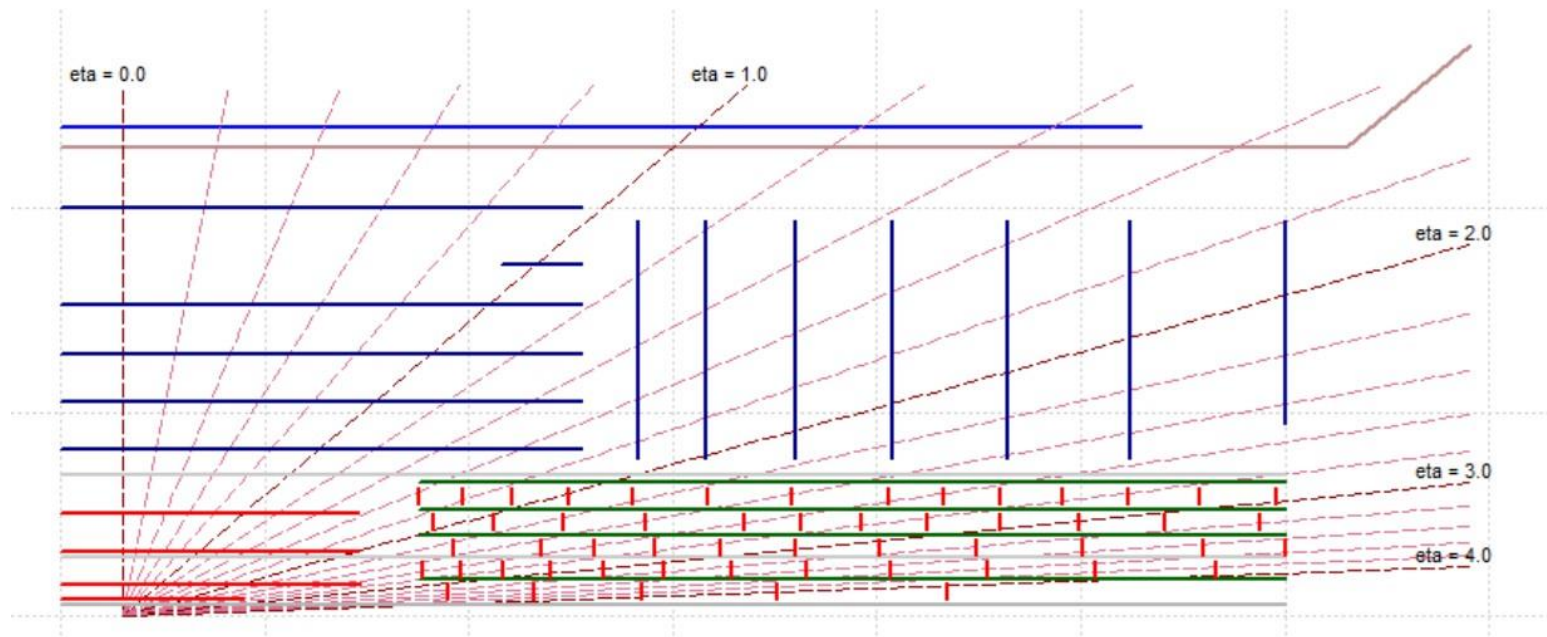 eta = 0.0
eta = 1.0
eta = 2.0
eta = 3.0
eta = 4.0